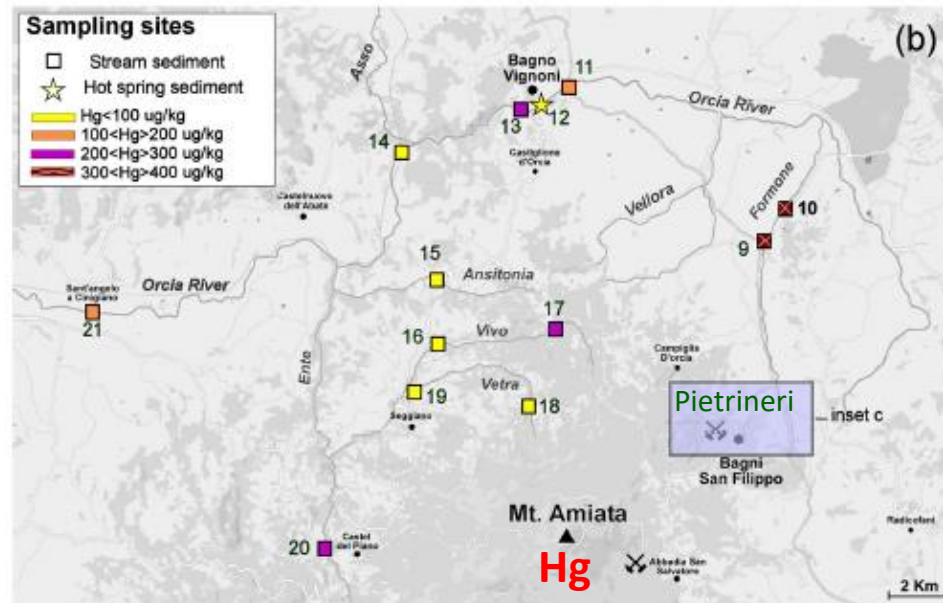 Sampling sites
Stream sediment
Hot spring sediment
Hg<100 ug/kg
100<Hg>200 ug/kg
200<Hg>300 ug/kg
300<Hg>400 ug/kg
(b)
Asso
Bagno
Vignoni
11
Orcia River
13
12
14
Castiglione
d'Orcia
Castelnuovo
dell'Abate
Vellora
Formone
10
9
15
Ansitonia
Orcia River
Sant'angelo
a Cinigiano
21
17
16
Vivo
Ente
Vetra
Campiglia
D'orcia
19
18
Seggiano
Pietrineri
inset c
Bagni
San Filippo
Mt. Amiata
Hg
20
Castel
del Piano
Abbadia San
Salvatore
Radicofani
2 Km